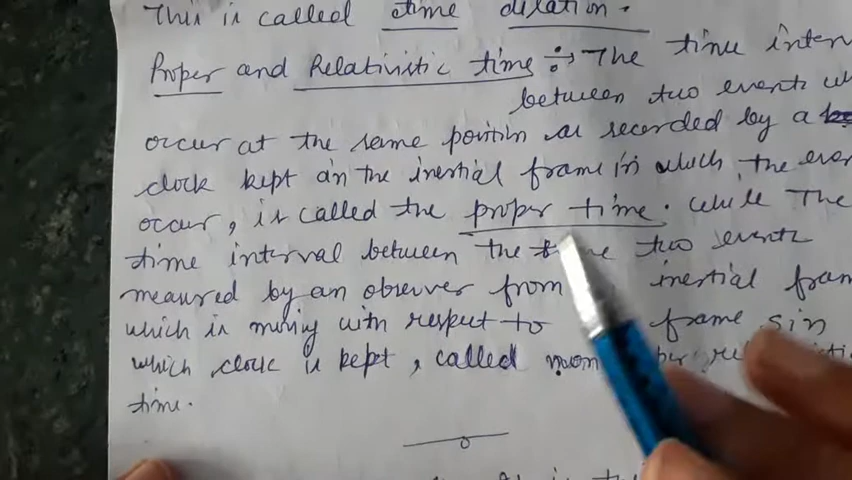 This is called time dilation.
Proper and Relativistic time :→ The time inter
between two events wh
occur at the same position as recorded by a
clock kept in the inertial frame in which the even
occur, is called the proper time. while The
time interval between the two events
measured by an observer from inertial fram
which is moving with respect to frame, in
which clock is kept, called non
time.